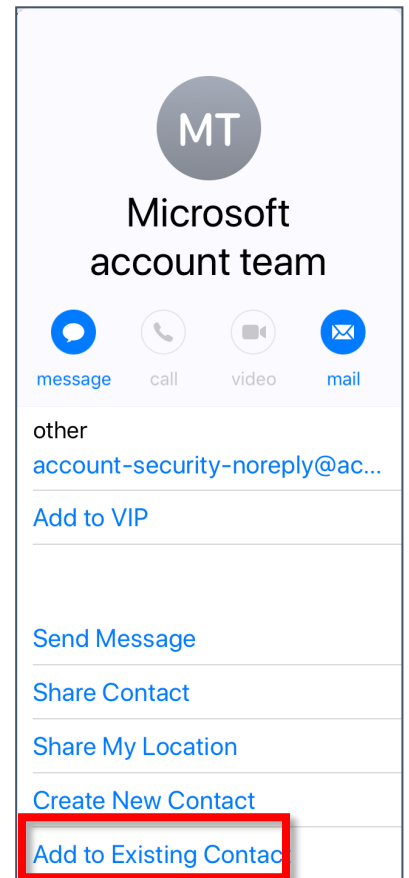 MT
Microsoft
account team
message call video mail
other
account-security-noreply@ac...
Add to VIP
Send Message
Share Contact
Share My Location
Create New Contact
Add to Existing Contact